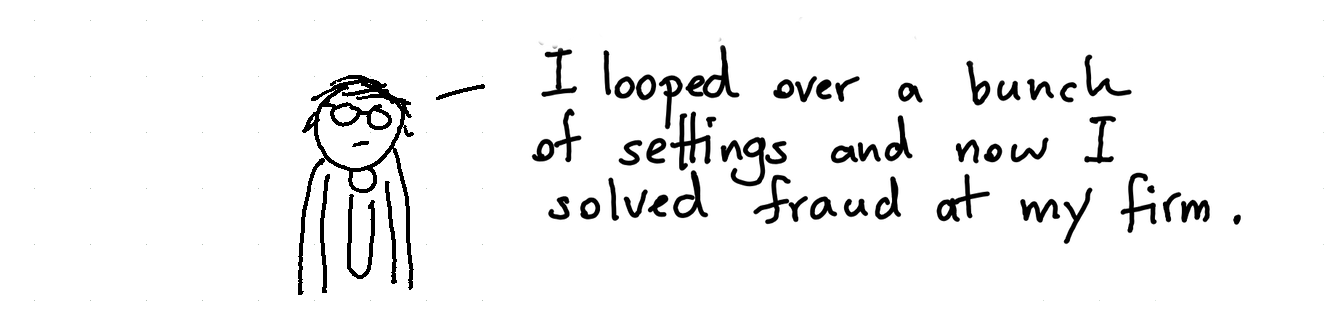 I looped over a bunch
of settings and now I
solved fraud at my firm.